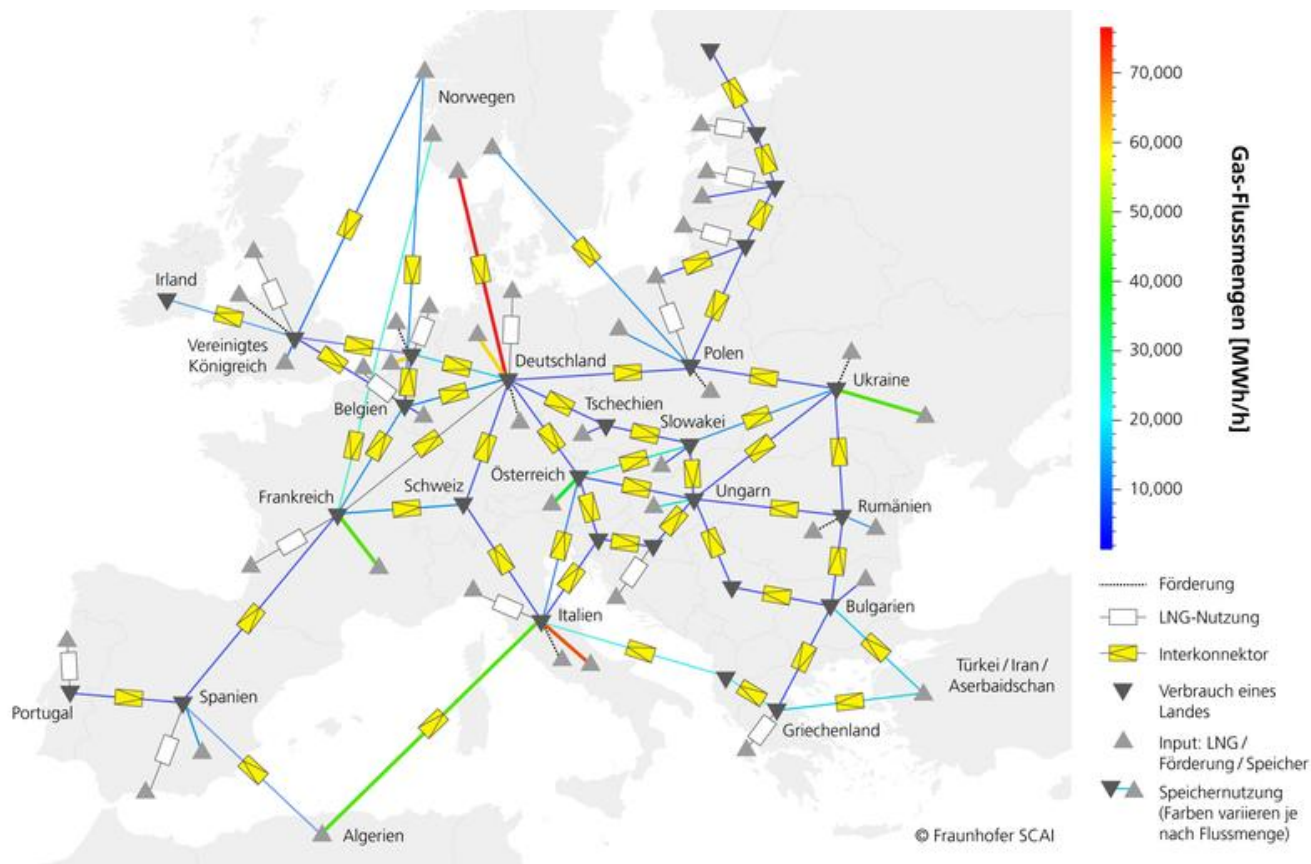 Norwegen
Irland
Vereinigtes
Königreich
Belgien
Deutschland
Polen
Ukraine
Tschechien
Slowakei
Österreich
Schweiz
Frankreich
Ungarn
Rumänien
Italien
Bulgarien
Türkei / Iran /
Aserbaidschan
Spanien
Portugal
Griechenland
Algerien
© Fraunhofer SCAI
70,000
60,000
50,000
40,000
30,000
20,000
10,000
Gas-Flussmengen [MWh/h]
Förderung
LNG-Nutzung
Interkonnektor
Verbrauch eines
Landes
Input: LNG /
Förderung / Speicher
Speichernutzung
(Farben variieren je
nach Flussmenge)